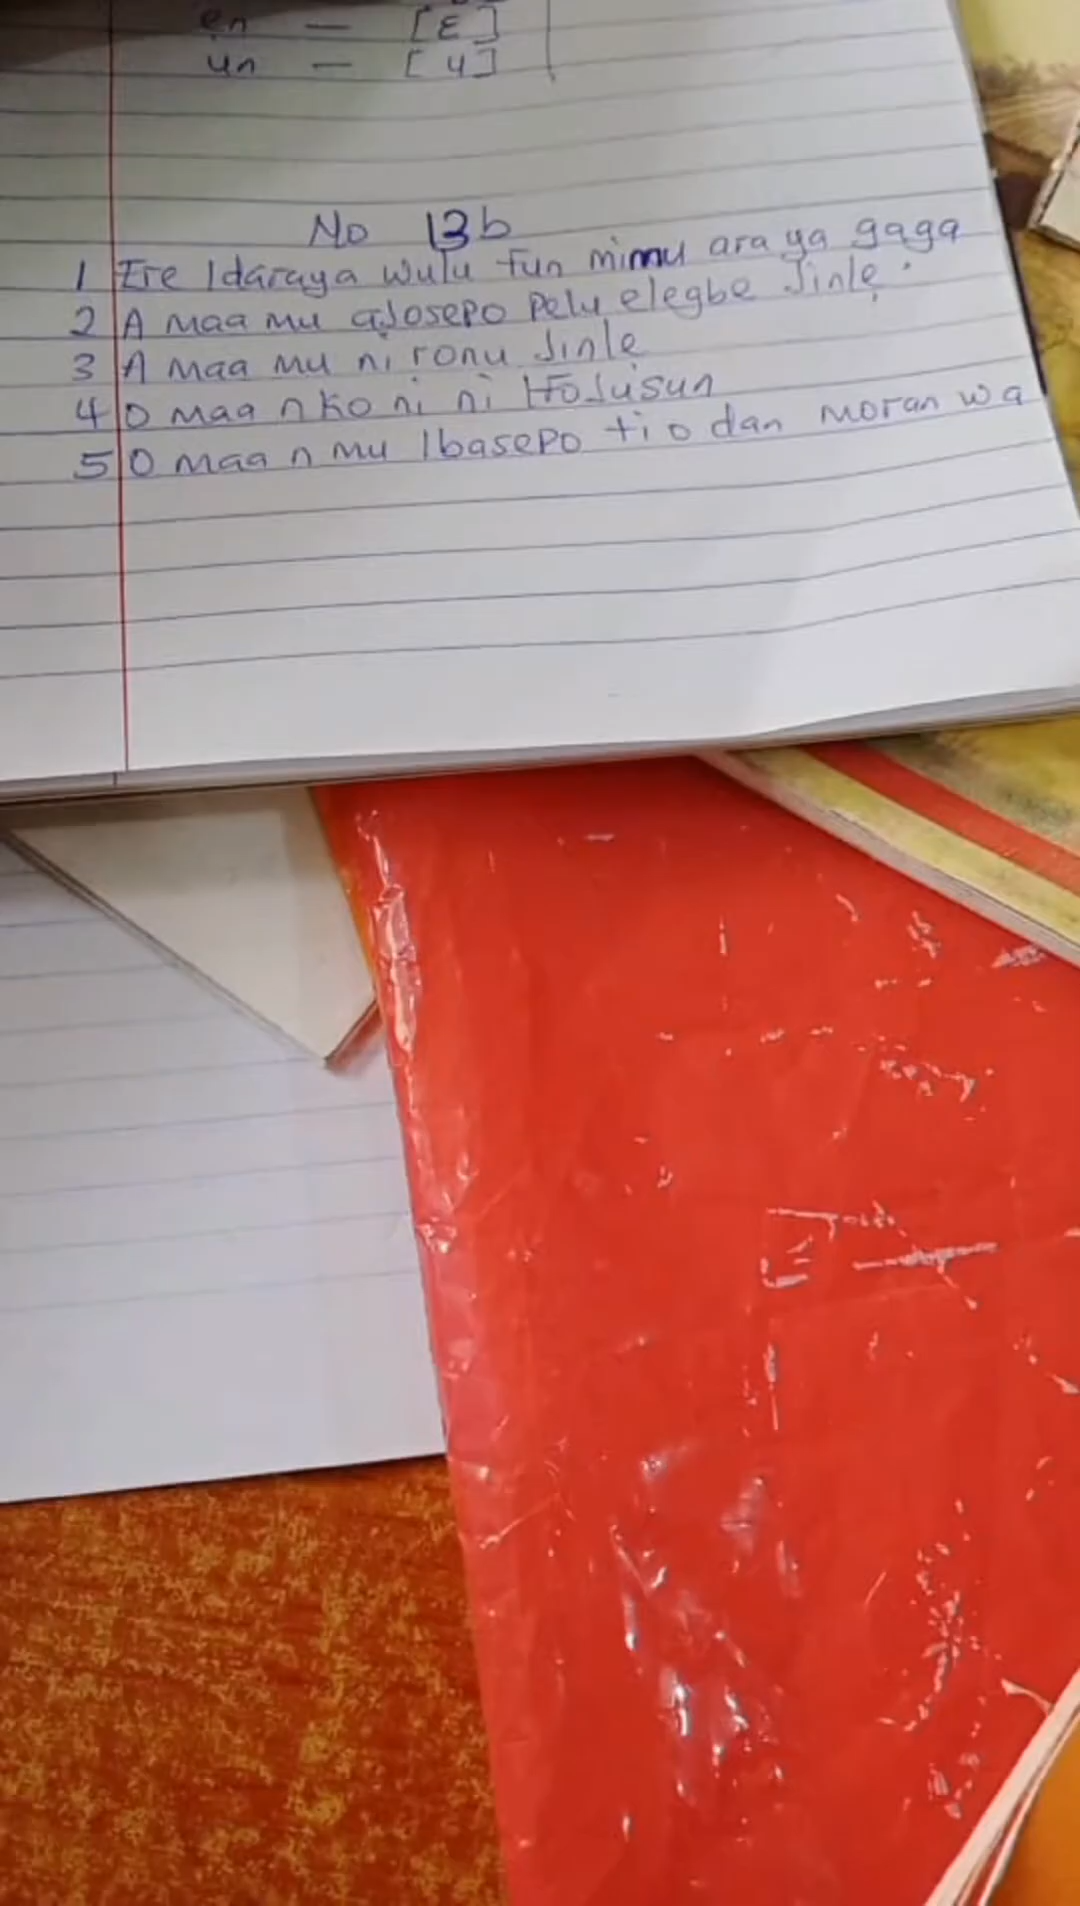 en — [ε]
un — [ų]
No 13b
1 Ere Idaraya wulu fun mimu ara ya gaga
2 A maa mu ajosepo pelu elegbe Jinlẹ.
3 A maa mu ni ronu Jinle
4 O maa n ko ni ni Ifojusun
5 O maa n mu Ibasepo ti o dan moran wa